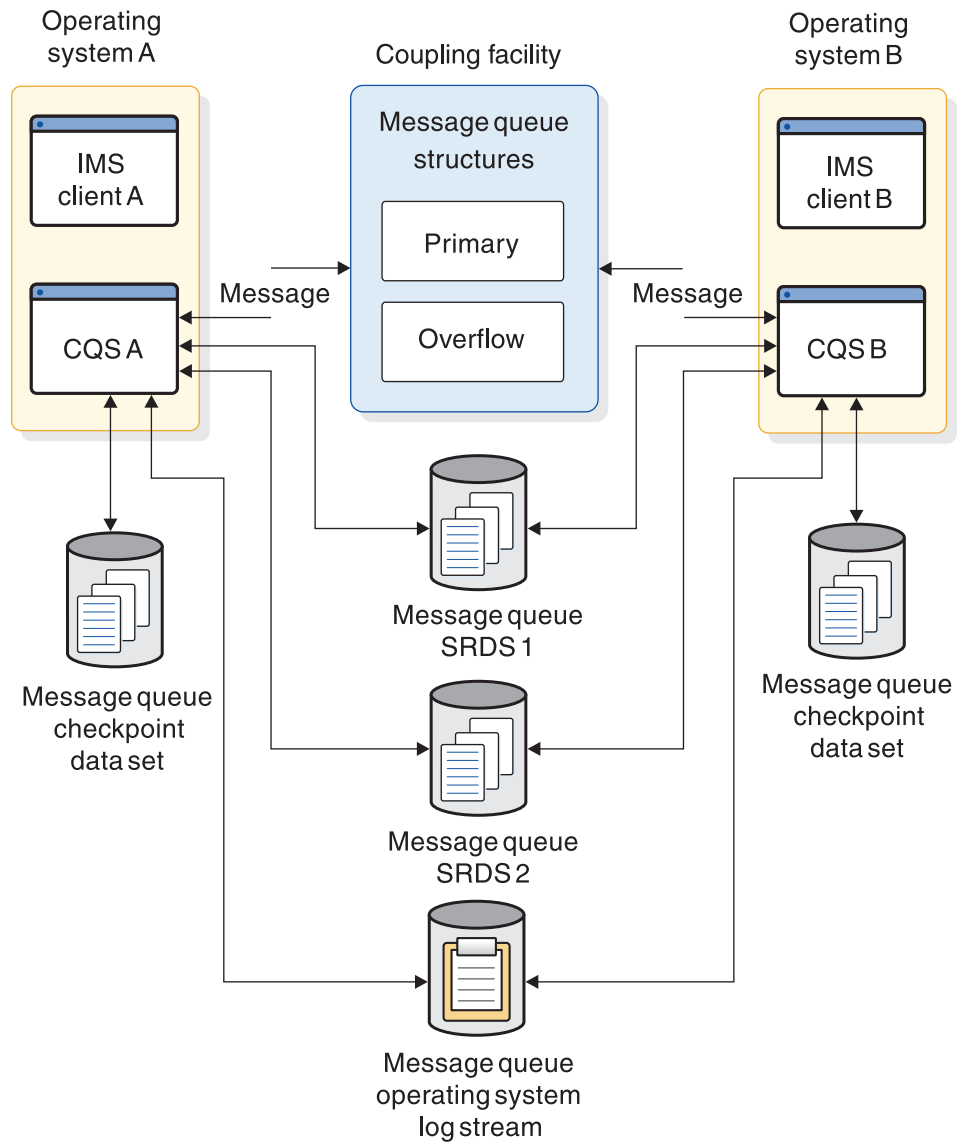 Operating
system A
Coupling facility
Operating
system B
IMS
client A
Message queue
structures
IMS
client B
Primary
Message
Message
CQS A
Overflow
CQS B
Message queue
SRDS 1
Message queue
checkpoint
data set
Message queue
checkpoint
data set
Message queue
SRDS 2
Message queue
operating system
log stream